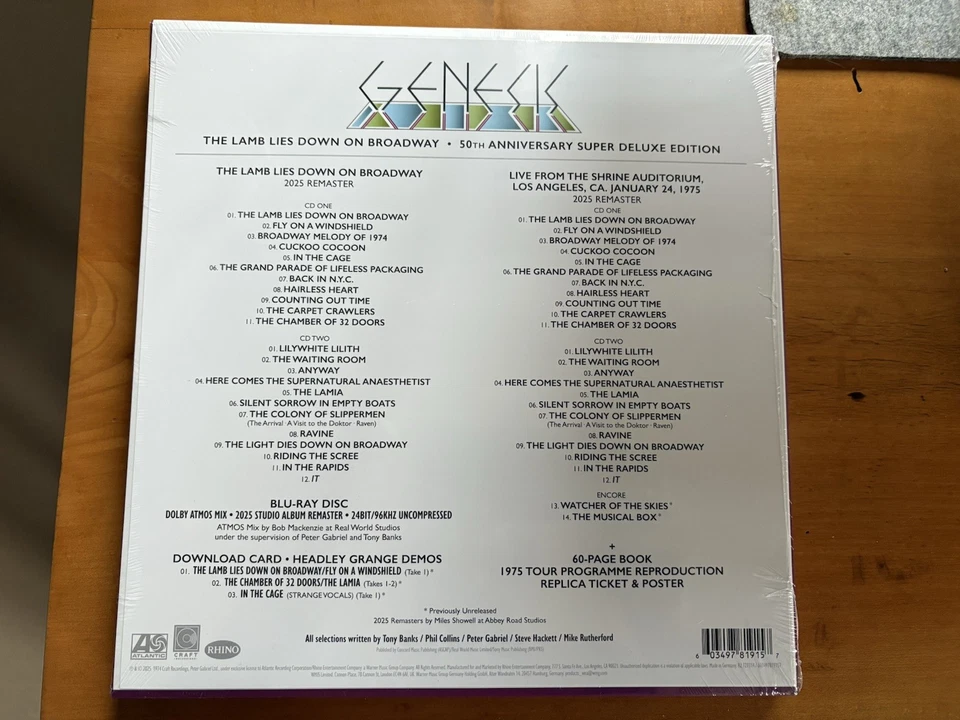 GENESIS
THE LAMB LIES DOWN ON BROADWAY • 50TH ANNIVERSARY SUPER DELUXE EDITION
THE LAMB LIES DOWN ON BROADWAY
2025 REMASTER
CD ONE
01. THE LAMB LIES DOWN ON BROADWAY
02. FLY ON A WINDSHIELD
03. BROADWAY MELODY OF 1974
04. CUCKOO COCOON
05. IN THE CAGE
06. THE GRAND PARADE OF LIFELESS PACKAGING
07. BACK IN N.Y.C.
08. HAIRLESS HEART
09. COUNTING OUT TIME
10. THE CARPET CRAWLERS
11. THE CHAMBER OF 32 DOORS
CD TWO
01. LILYWHITE LILITH
02. THE WAITING ROOM
03. ANYWAY
04. HERE COMES THE SUPERNATURAL ANAESTHETIST
05. THE LAMIA
06. SILENT SORROW IN EMPTY BOATS
07. THE COLONY OF SLIPPERMEN
(The Arrival · A Visit to the Doktor · Raven)
08. RAVINE
09. THE LIGHT DIES DOWN ON BROADWAY
10. RIDING THE SCREE
11. IN THE RAPIDS
12. IT
BLU-RAY DISC
DOLBY ATMOS MIX • 2025 STUDIO ALBUM REMASTER • 24BIT/96KHZ UNCOMPRESSED
ATMOS Mix by Bob Mackenzie at Real World Studios
under the supervision of Peter Gabriel and Tony Banks
DOWNLOAD CARD • HEADLEY GRANGE DEMOS
01. THE LAMB LIES DOWN ON BROADWAY/FLY ON A WINDSHIELD (Take 1)*
02. THE CHAMBER OF 32 DOORS/THE LAMIA (Takes 1-2)*
03. IN THE CAGE (STRANGE VOCALS) (Take 1)*
LIVE FROM THE SHRINE AUDITORIUM,
LOS ANGELES, CA. JANUARY 24, 1975
2025 REMASTER
CD ONE
01. THE LAMB LIES DOWN ON BROADWAY
02. FLY ON A WINDSHIELD
03. BROADWAY MELODY OF 1974
04. CUCKOO COCOON
05. IN THE CAGE
06. THE GRAND PARADE OF LIFELESS PACKAGING
07. BACK IN N.Y.C.
08. HAIRLESS HEART
09. COUNTING OUT TIME
10. THE CARPET CRAWLERS
11. THE CHAMBER OF 32 DOORS
CD TWO
01. LILYWHITE LILITH
02. THE WAITING ROOM
03. ANYWAY
04. HERE COMES THE SUPERNATURAL ANAESTHETIST
05. THE LAMIA
06. SILENT SORROW IN EMPTY BOATS
07. THE COLONY OF SLIPPERMEN
(The Arrival · A Visit to the Doktor · Raven)
08. RAVINE
09. THE LIGHT DIES DOWN ON BROADWAY
10. RIDING THE SCREE
11. IN THE RAPIDS
12. IT
ENCORE
13. WATCHER OF THE SKIES*
14. THE MUSICAL BOX*
+
60-PAGE BOOK
1975 TOUR PROGRAMME REPRODUCTION
REPLICA TICKET & POSTER
* Previously Unreleased
2025 Remasters by Miles Showell at Abbey Road Studios
All selections written by Tony Banks / Phil Collins / Peter Gabriel / Steve Hackett / Mike Rutherford
ATLANTIC
CRAFT
RHINO
6 03497 81915 7